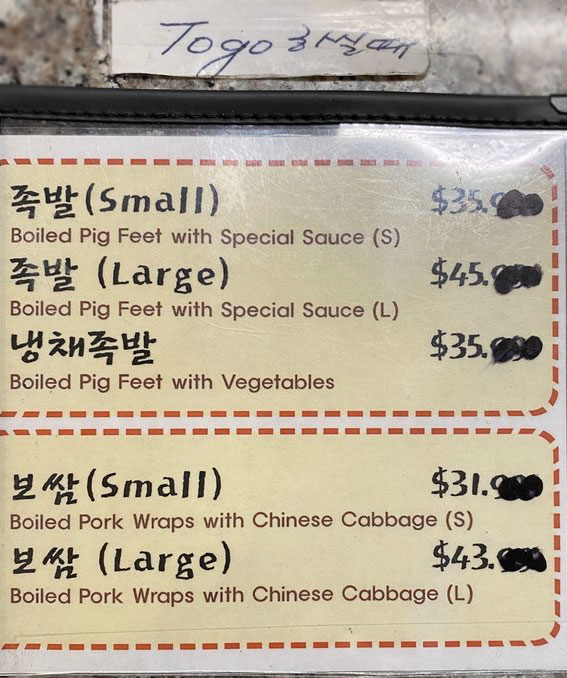 Togo 하실때
족발(Small) $35.
Boiled Pig Feet with Special Sauce (S)
족발 (Large) $45.
Boiled Pig Feet with Special Sauce (L)
냉채족발 $35.
Boiled Pig Feet with Vegetables
보쌈(Small) $31.
Boiled Pork Wraps with Chinese Cabbage (S)
보쌈 (Large) $43.
Boiled Pork Wraps with Chinese Cabbage (L)